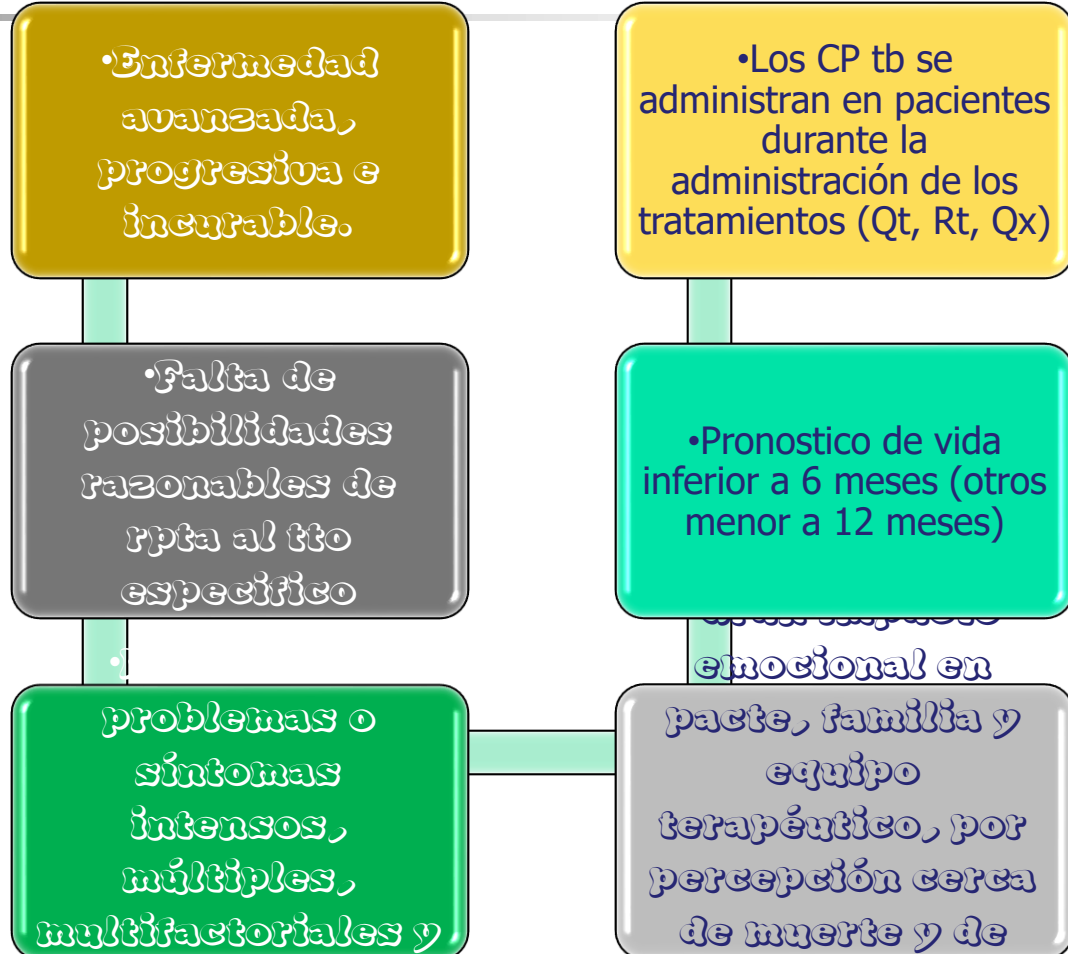 •Enfermedad
avanzada,
progresiva e
incurable.
•Falta de
posibilidades
razonables de
rpta al tto
especifico
•
problemas o
síntomas
intensos,
múltiples,
multifactoriales y
emocional en
pacte, familia y
equipo
terapéutico, por
percepción cerca
de muerte y de
•Pronostico de vida
inferior a 6 meses (otros
menor a 12 meses)
•Los CP tb se
administran en pacientes
durante la
administración de los
tratamientos (Qt, Rt, Qx)